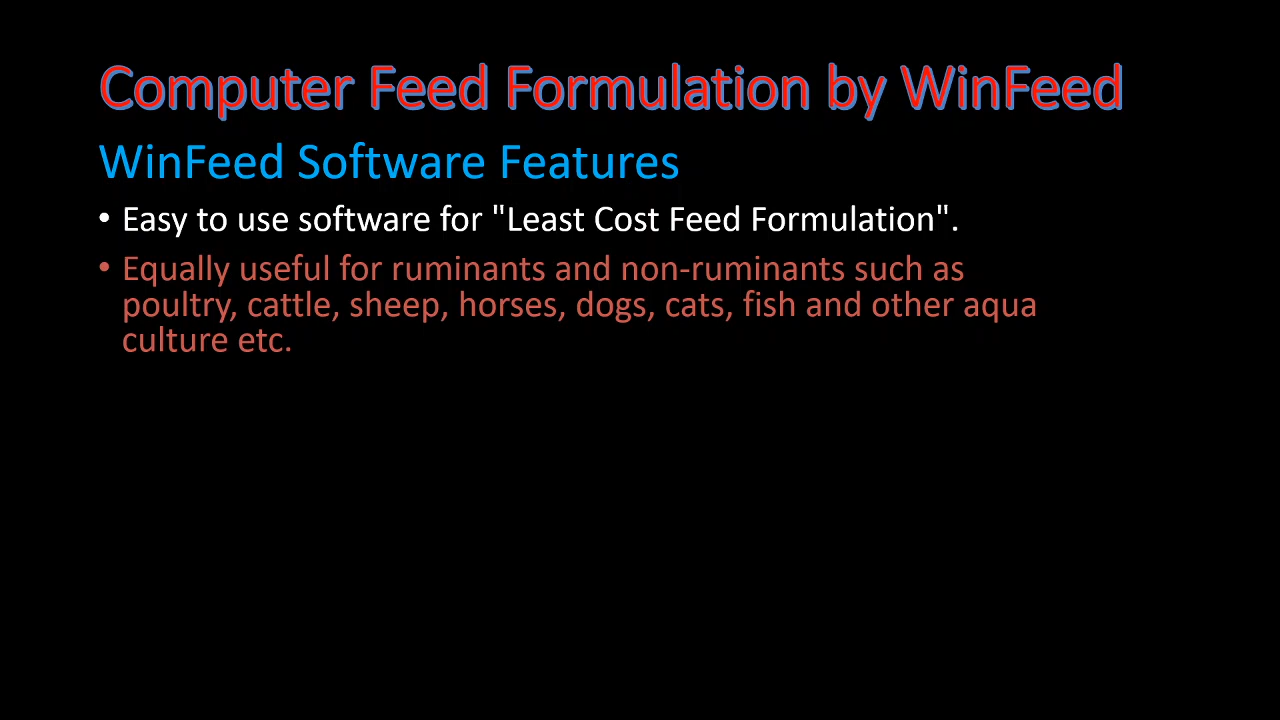 Computer Feed Formulation by WinFeed
WinFeed Software Features
• Easy to use software for "Least Cost Feed Formulation".
• Equally useful for ruminants and non-ruminants such as
poultry, cattle, sheep, horses, dogs, cats, fish and other aqua
culture etc.